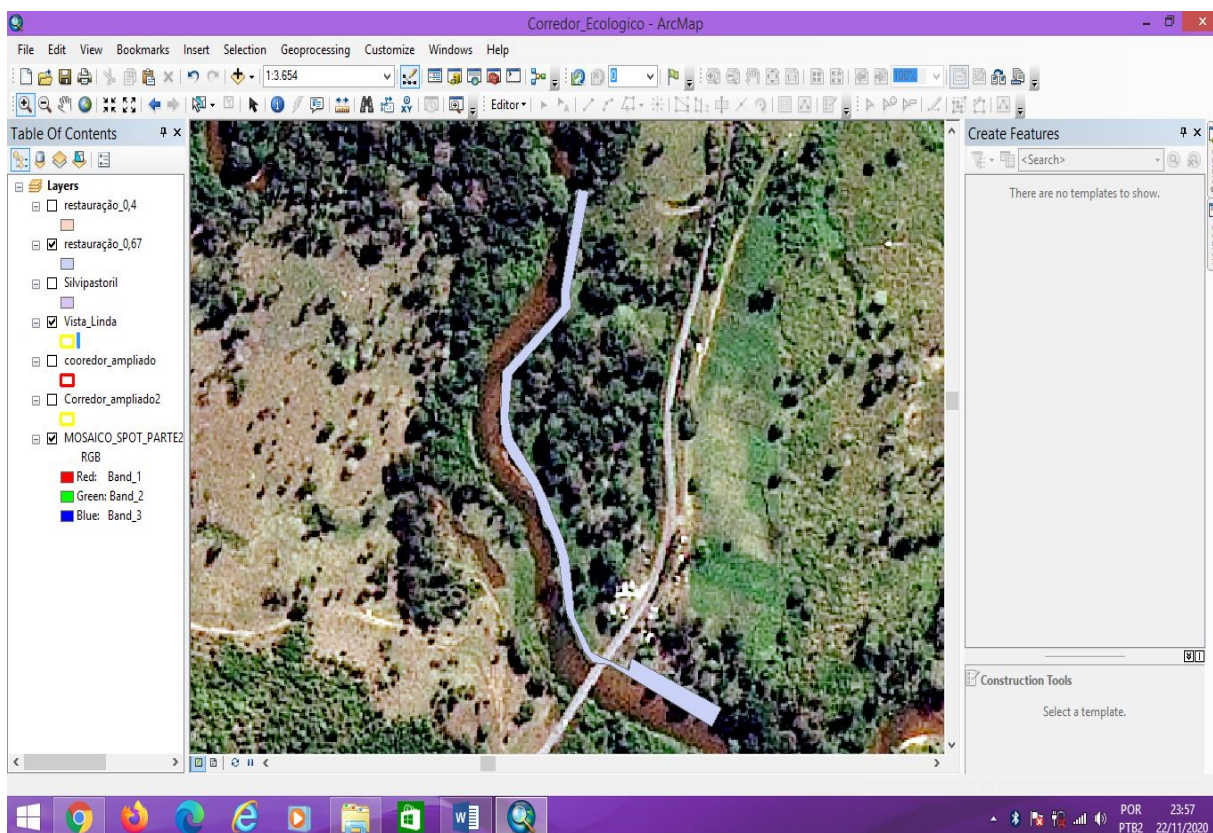 Corredor_Ecologico - ArcMap
File Edit View Bookmarks Insert Selection Geoprocessing Customize Windows Help
1:3.654
100%
Editor
Table Of Contents
Create Features
<Search>
There are no templates to show.
Layers
restauração_0,4
restauração_0,67
Silvipastoril
Vista_Linda
cooredor_ampliado
Corredor_ampliado2
MOSAICO_SPOT_PARTE2
RGB
Red: Band_1
Green: Band_2
Blue: Band_3
Construction Tools
Select a template.
POR 23:57
PTB2 22/11/2020